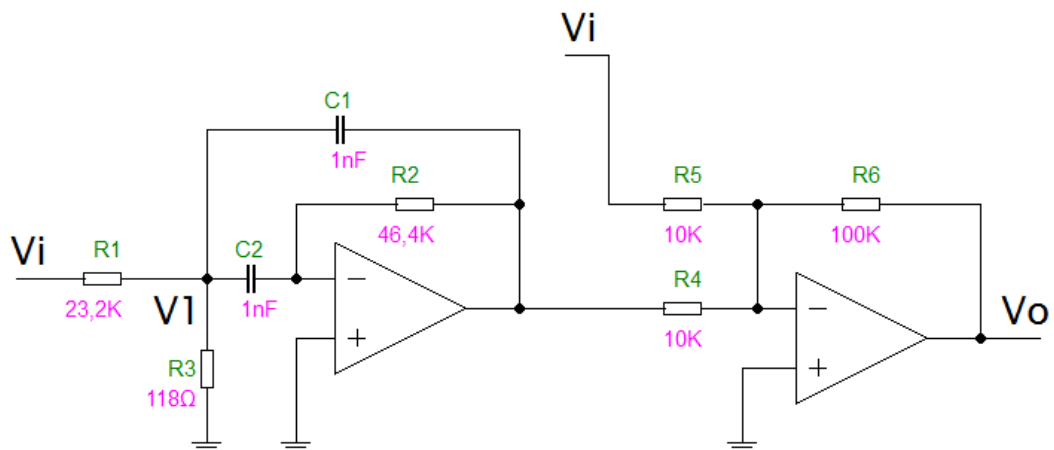 Vi
C1
1nF
R2
46,4K
R5
10K
R6
100K
Vi
R1
23,2K
V1
C2
1nF
R4
10K
Vo
R3
118Ω
−
+
−
+